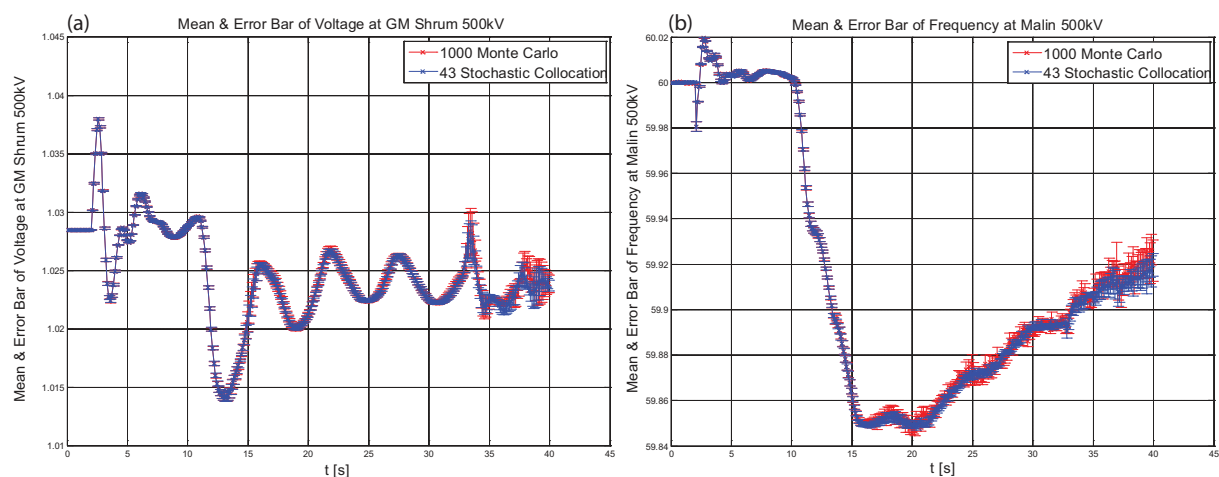 (a)
Mean & Error Bar of Voltage at GM Shrum 500kV
1.045
1.04
1.035
1.03
1.025
1.02
1.015
1.01
Mean & Error Bar of Voltage at GM Shrum 500kV
1000 Monte Carlo
43 Stochastic Collocation
0 5 10 15 20 25 30 35 40 45
t [s]
(b)
Mean & Error Bar of Frequency at Malin 500kV
60.02
60
59.98
59.96
59.94
59.92
59.9
59.88
59.86
59.84
Mean & Error Bar of Frequency at Malin 500kV
1000 Monte Carlo
43 Stochastic Collocation
0 5 10 15 20 25 30 35 40 45
t [s]